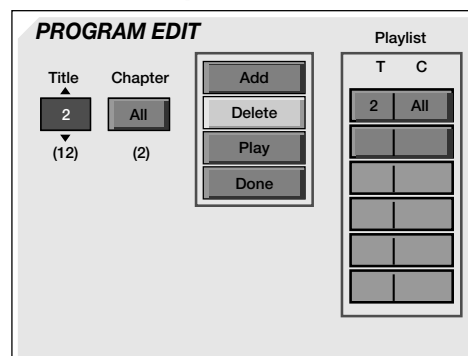 PROGRAM EDIT
Title Chapter
2 All
(12) (2)
Add
Delete
Play
Done
Playlist
T C
2 All